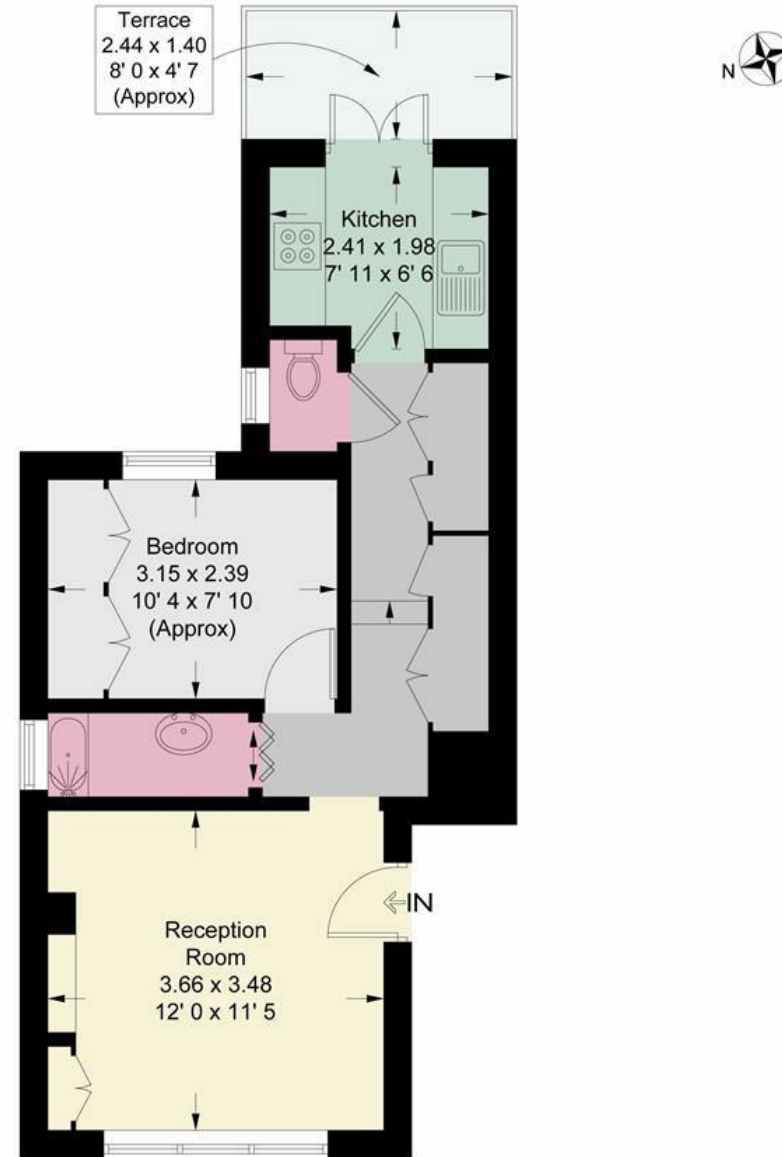 Terrace
2.44 x 1.40
8' 0 x 4' 7
(Approx)
N
Kitchen
2.41 x 1.98
7' 11 x 6' 6
Bedroom
3.15 x 2.39
10' 4 x 7' 10
(Approx)
IN
Reception
Room
3.66 x 3.48
12' 0 x 11' 5